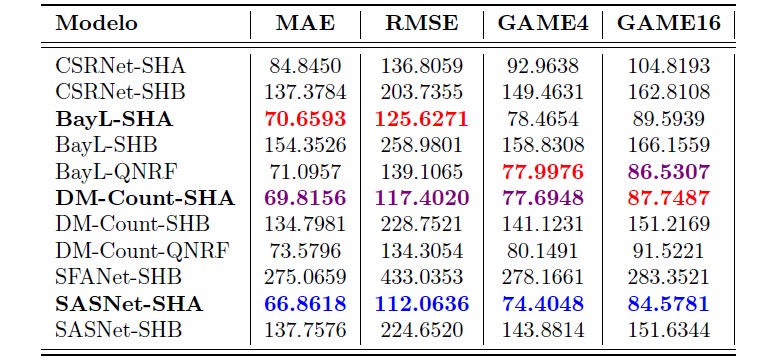 Modelo MAE RMSE GAME4 GAME16
CSRNet-SHA 84.8450 136.8059 92.9638 104.8193
CSRNet-SHB 137.3784 203.7355 149.4631 162.8108
BayL-SHA 70.6593 125.6271 78.4654 89.5939
BayL-SHB 154.3526 258.9801 158.8308 166.1559
BayL-QNRF 71.0957 139.1065 77.9976 86.5307
DM-Count-SHA 69.8156 117.4020 77.6948 87.7487
DM-Count-SHB 134.7981 228.7521 141.1231 151.2169
DM-Count-QNRF 73.5796 134.3054 80.1491 91.5221
SFANet-SHB 275.0659 433.0353 278.1661 283.3521
SASNet-SHA 66.8618 112.0636 74.4048 84.5781
SASNet-SHB 137.7576 224.6520 143.8814 151.6344